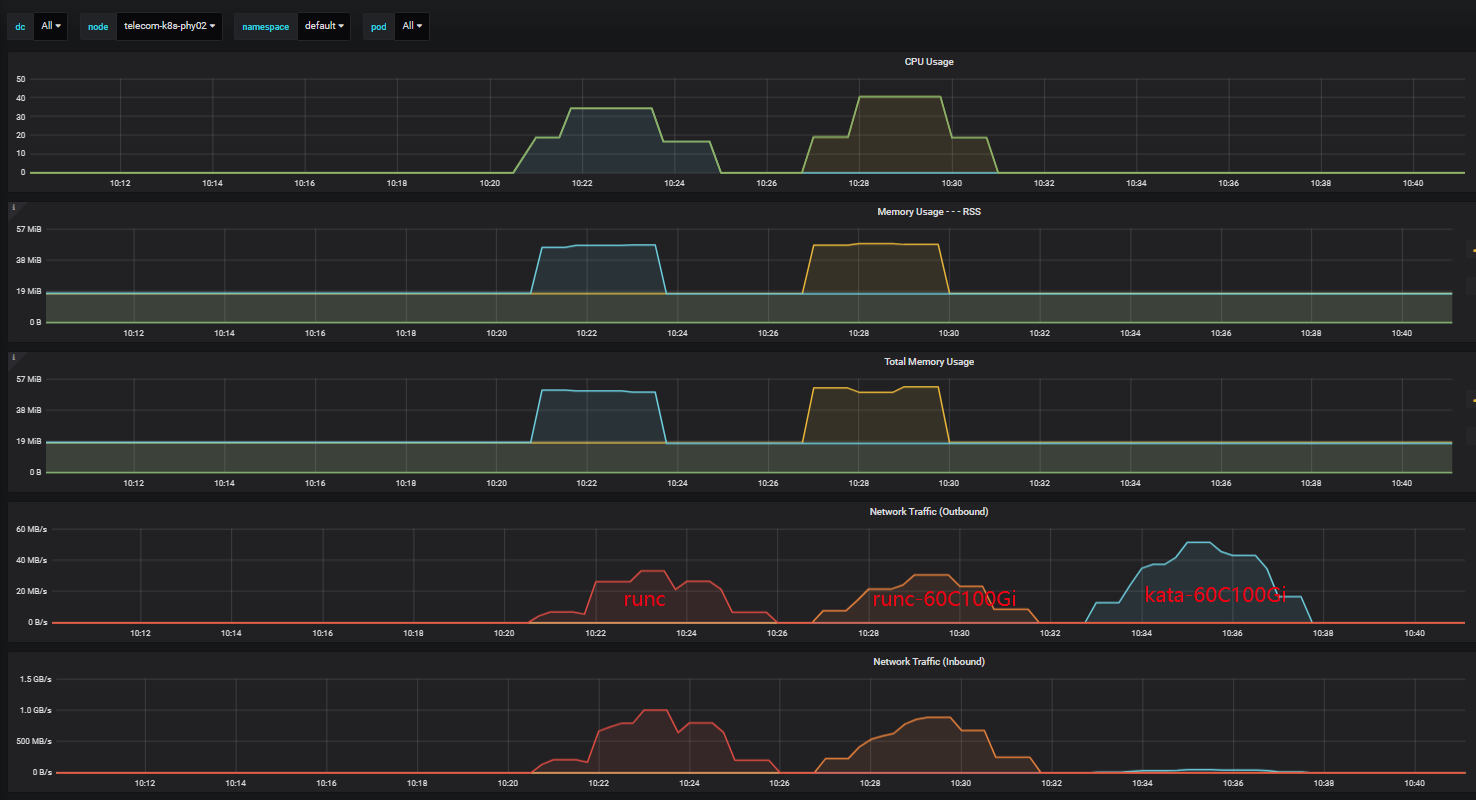 dc All node telecom-k8s-phy02 namespace default pod All
CPU Usage
50
40
30
20
10
0
10:12 10:14 10:16 10:18 10:20 10:22 10:24 10:26 10:28 10:30 10:32 10:34 10:36 10:38 10:40
i
Memory Usage - - - RSS
57 MiB
38 MiB
19 MiB
0 B
10:12 10:14 10:16 10:18 10:20 10:22 10:24 10:26 10:28 10:30 10:32 10:34 10:36 10:38 10:40
i
Total Memory Usage
57 MiB
38 MiB
19 MiB
0 B
10:12 10:14 10:16 10:18 10:20 10:22 10:24 10:26 10:28 10:30 10:32 10:34 10:36 10:38 10:40
Network Traffic (Outbound)
60 MB/s
40 MB/s
20 MB/s
runc runc-60C100Gi kata-60C100Gi
0 B/s
10:12 10:14 10:16 10:18 10:20 10:22 10:24 10:26 10:28 10:30 10:32 10:34 10:36 10:38 10:40
Network Traffic (Inbound)
1.5 GB/s
1.0 GB/s
500 MB/s
0 B/s
10:12 10:14 10:16 10:18 10:20 10:22 10:24 10:26 10:28 10:30 10:32 10:34 10:36 10:38 10:40